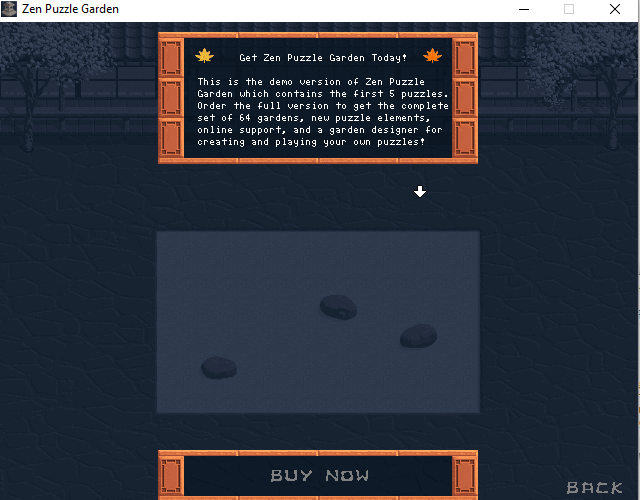 Zen Puzzle Garden
Get Zen Puzzle Garden Today!
This is the demo version of Zen Puzzle
Garden which contains the first 5 puzzles.
Order the full version to get the complete
set of 64 gardens, new puzzle elements,
online support, and a garden designer for
creating and playing your own puzzles!
BUY NOW
BACK